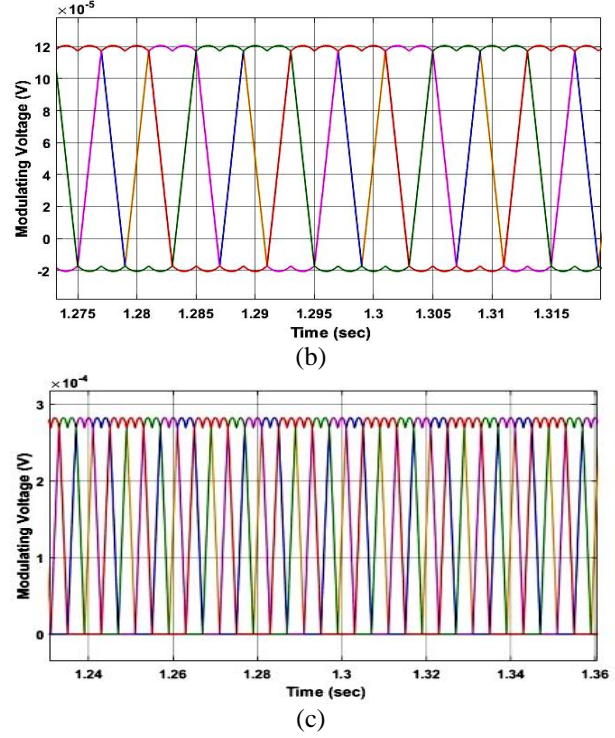 ×10⁻⁵
12
10
8
6
4
2
0
-2
Modulating Voltage (V)
1.275 1.28 1.285 1.29 1.295 1.3 1.305 1.31 1.315
Time (sec)
(b)
×10⁻⁴
3
2
1
0
Modulating Voltage (V)
1.24 1.26 1.28 1.3 1.32 1.34 1.36
Time (sec)
(c)